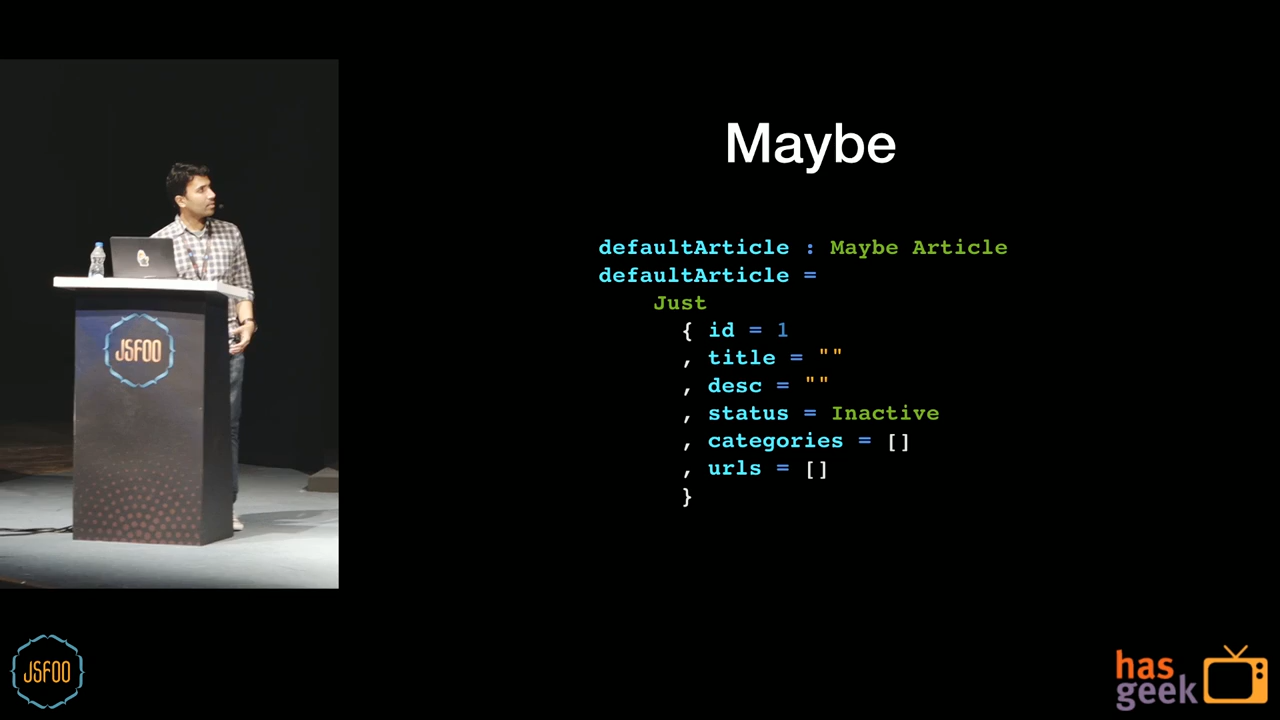 Maybe
defaultArticle : Maybe Article
defaultArticle =
Just
{ id = 1
, title = ""
, desc = ""
, status = Inactive
, categories = []
, urls = []
}
JSFOO
JSFOO
has
geek